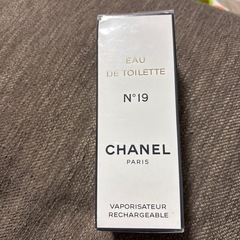 EAU
DE TOILETTE
N°19
CHANEL
PARIS
VAPORISATEUR
RECHARGEABLE